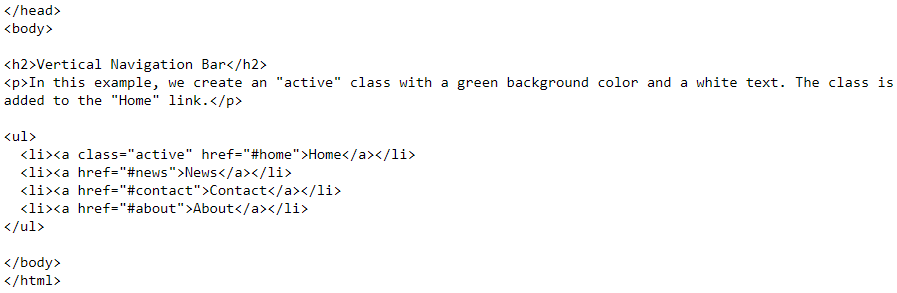 </head>
<body>
<h2>Vertical Navigation Bar</h2>
<p>In this example, we create an "active" class with a green background color and a white text. The class is
added to the "Home" link.</p>
<ul>
  <li><a class="active" href="#home">Home</a></li>
  <li><a href="#news">News</a></li>
  <li><a href="#contact">Contact</a></li>
  <li><a href="#about">About</a></li>
</ul>
</body>
</html>